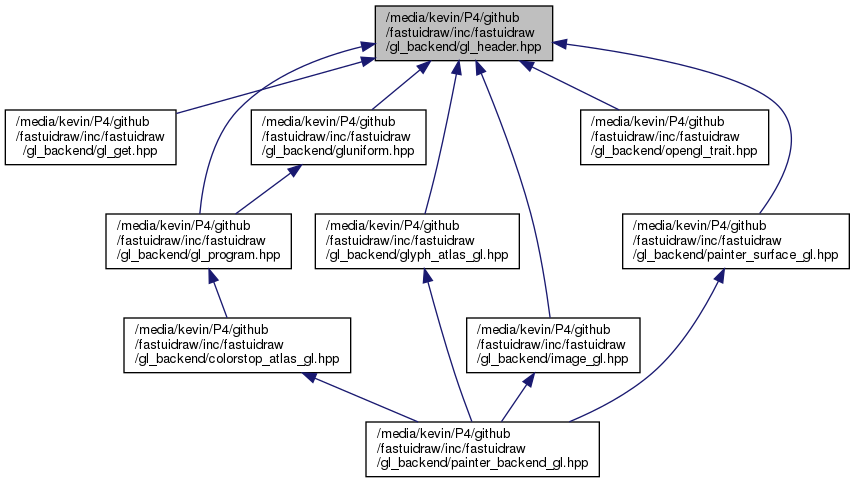 /media/kevin/P4/github
/fastuidraw/inc/fastuidraw
/gl_backend/gl_header.hpp
/media/kevin/P4/github
/fastuidraw/inc/fastuidraw
/gl_backend/gl_get.hpp
/media/kevin/P4/github
/fastuidraw/inc/fastuidraw
/gl_backend/gluniform.hpp
/media/kevin/P4/github
/fastuidraw/inc/fastuidraw
/gl_backend/opengl_trait.hpp
/media/kevin/P4/github
/fastuidraw/inc/fastuidraw
/gl_backend/gl_program.hpp
/media/kevin/P4/github
/fastuidraw/inc/fastuidraw
/gl_backend/glyph_atlas_gl.hpp
/media/kevin/P4/github
/fastuidraw/inc/fastuidraw
/gl_backend/painter_surface_gl.hpp
/media/kevin/P4/github
/fastuidraw/inc/fastuidraw
/gl_backend/colorstop_atlas_gl.hpp
/media/kevin/P4/github
/fastuidraw/inc/fastuidraw
/gl_backend/image_gl.hpp
/media/kevin/P4/github
/fastuidraw/inc/fastuidraw
/gl_backend/painter_backend_gl.hpp